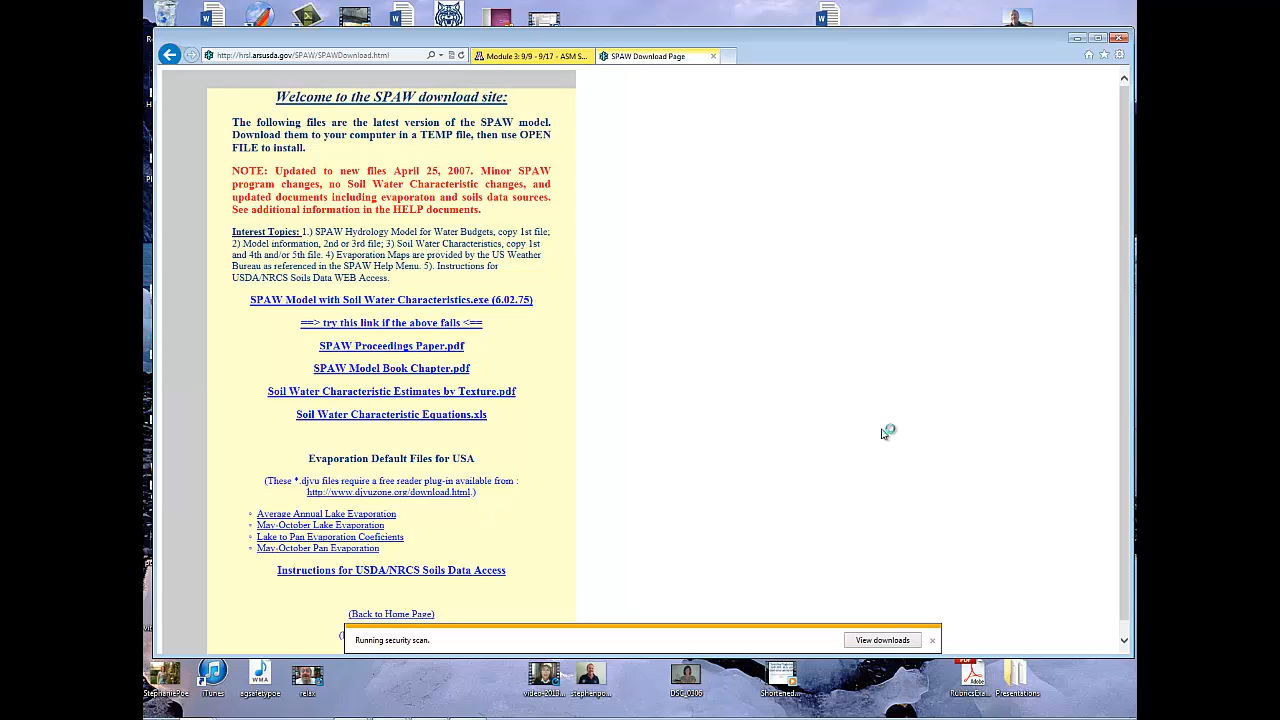 http://hrsl.arsusda.gov/SPAW/SPAWDownload.html
Module 3: 9/9 - 9/17 - ASM S...
SPAW Download Page
Welcome to the SPAW download site:
The following files are the latest version of the SPAW model.
Download them to your computer in a TEMP file, then use OPEN
FILE to install.
NOTE: Updated to new files April 25, 2007. Minor SPAW
program changes, no Soil Water Characteristic changes, and
updated documents including evaporaton and soils data sources.
See additional information in the HELP documents.
Interest Topics: 1.) SPAW Hydrology Model for Water Budgets, copy 1st file;
2) Model information, 2nd or 3rd file; 3) Soil Water Characteristics, copy 1st
and 4th and/or 5th file. 4) Evaporation Maps are provided by the US Weather
Bureau as referenced in the SPAW Help Menu. 5). Instructions for
USDA/NRCS Soils Data WEB Access.
SPAW Model with Soil Water Characteristics.exe (6.02.75)
==> try this link if the above fails <==
SPAW Proceedings Paper.pdf
SPAW Model Book Chapter.pdf
Soil Water Characteristic Estimates by Texture.pdf
Soil Water Characteristic Equations.xls
Evaporation Default Files for USA
(These *.djvu files require a free reader plug-in available from :
http://www.djvuzone.org/download.html.)
◦ Average Annual Lake Evaporation
◦ May-October Lake Evaporation
◦ Lake to Pan Evaporation Coeficients
◦ May-October Pan Evaporation
Instructions for USDA/NRCS Soils Data Access
(Back to Home Page)
Running security scan.
View downloads
StephaniePoe
iTunes
WMA
agsafetypoe
relax
video-2013...
stephenpo...
DSC_0306
Shortened...
PDF
Adobe
RubricsExa...
Presentations